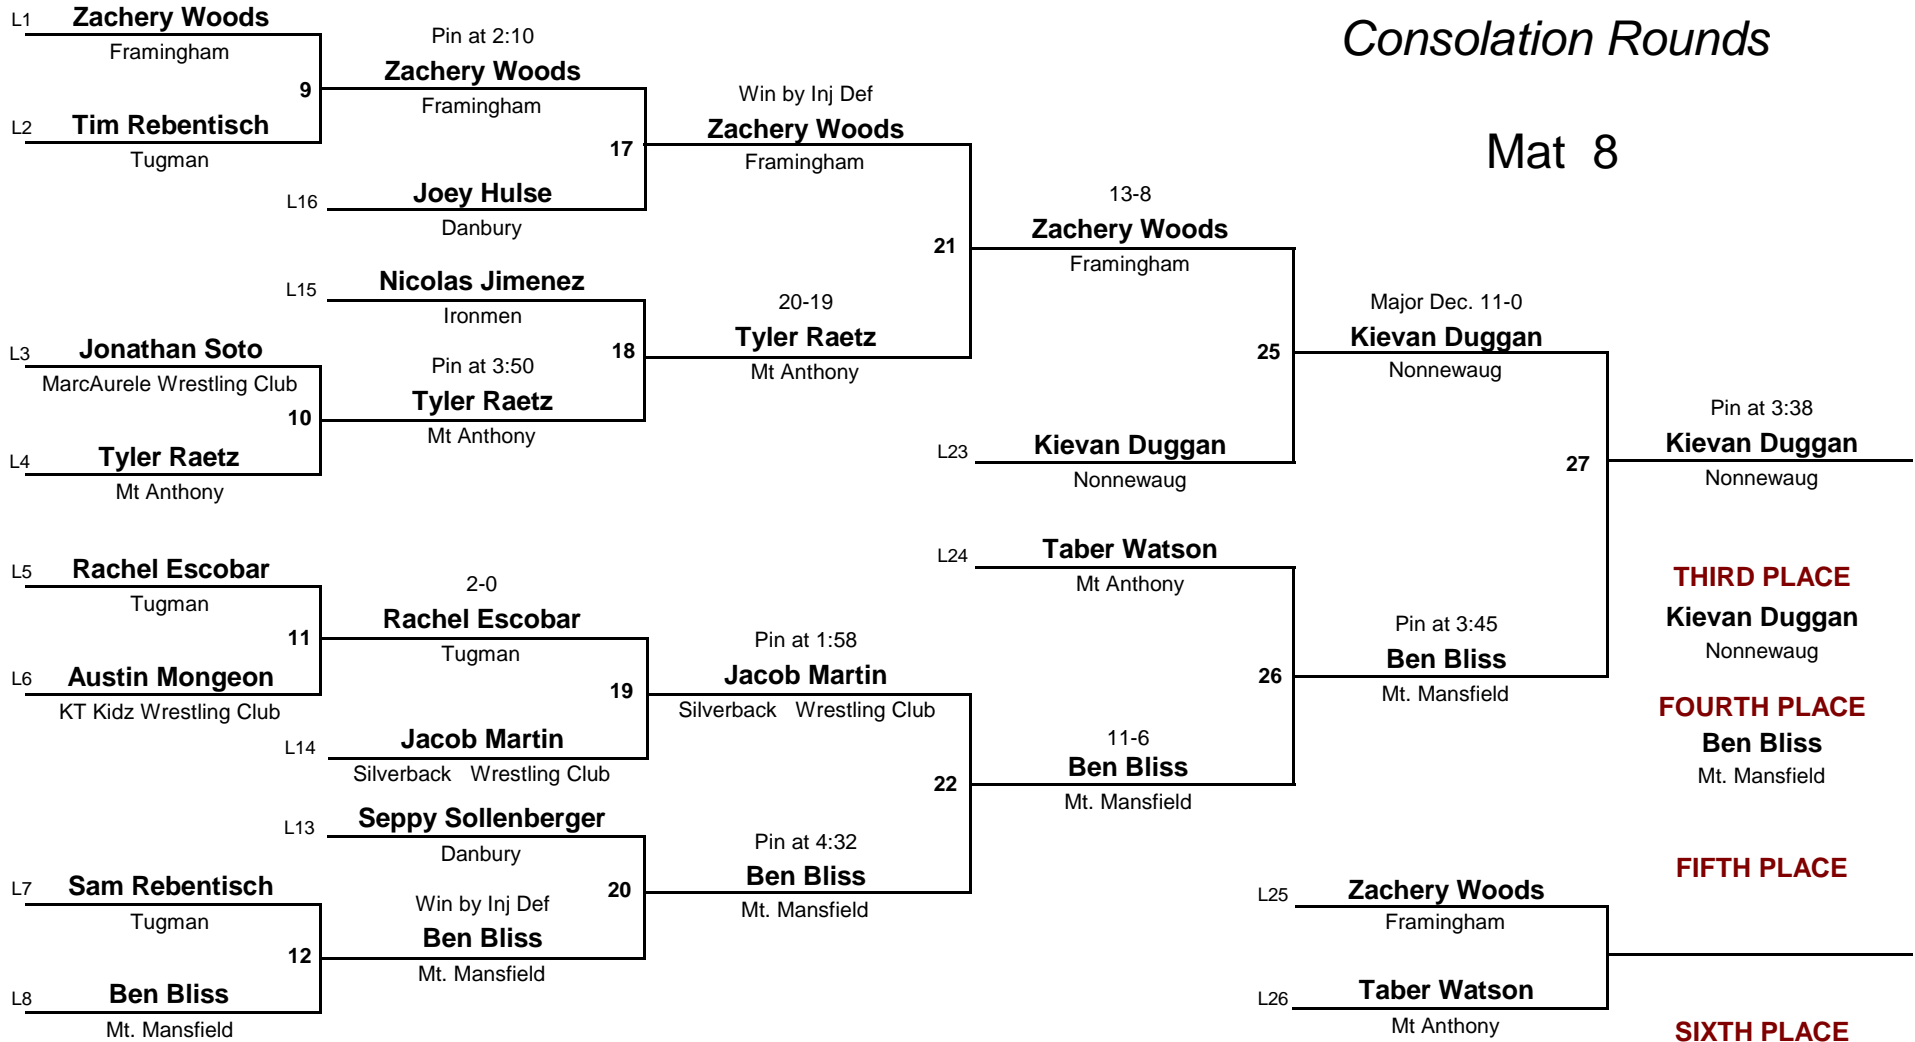 Consolation Rounds
Mat 8
L1 Zachery Woods
Framingham
9
L2 Tim Rebentisch
Tugman
Pin at 2:10
Zachery Woods
Framingham
17
L16 Joey Hulse
Danbury
L15 Nicolas Jimenez
Ironmen
18
L3 Jonathan Soto
MarcAurele Wrestling Club
10
L4 Tyler Raetz
Mt Anthony
Pin at 3:50
Tyler Raetz
Mt Anthony
Win by Inj Def
Zachery Woods
Framingham
21
20-19
Tyler Raetz
Mt Anthony
13-8
Zachery Woods
Framingham
25
L23 Kievan Duggan
Nonnewaug
Major Dec. 11-0
Kievan Duggan
Nonnewaug
27
Pin at 3:38
Kievan Duggan
Nonnewaug
L5 Rachel Escobar
Tugman
11
L6 Austin Mongeon
KT Kidz Wrestling Club
2-0
Rachel Escobar
Tugman
19
L14 Jacob Martin
Silverback Wrestling Club
L13 Seppy Sollenberger
Danbury
20
L7 Sam Rebentisch
Tugman
12
L8 Ben Bliss
Mt. Mansfield
Win by Inj Def
Ben Bliss
Mt. Mansfield
Pin at 1:58
Jacob Martin
Silverback Wrestling Club
22
Pin at 4:32
Ben Bliss
Mt. Mansfield
L24 Taber Watson
Mt Anthony
26
11-6
Ben Bliss
Mt. Mansfield
Pin at 3:45
Ben Bliss
Mt. Mansfield
THIRD PLACE
Kievan Duggan
Nonnewaug
FOURTH PLACE
Ben Bliss
Mt. Mansfield
FIFTH PLACE
L25 Zachery Woods
Framingham
L26 Taber Watson
Mt Anthony
SIXTH PLACE